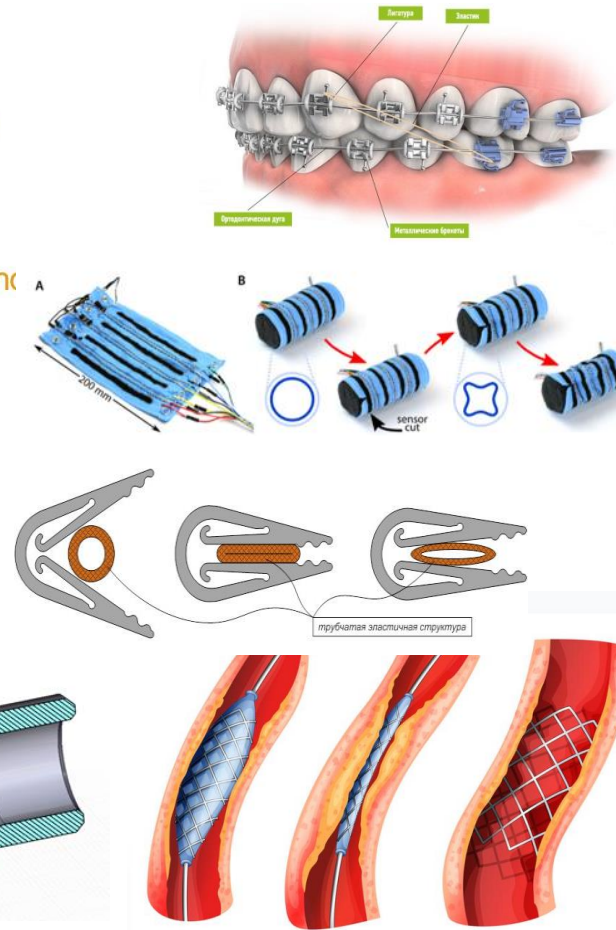 Лигатура
Эластик
Ортодонтическая дуга
Металлические брекеты
A
B
200 mm
sensor
cut
трубчатая эластичная структура